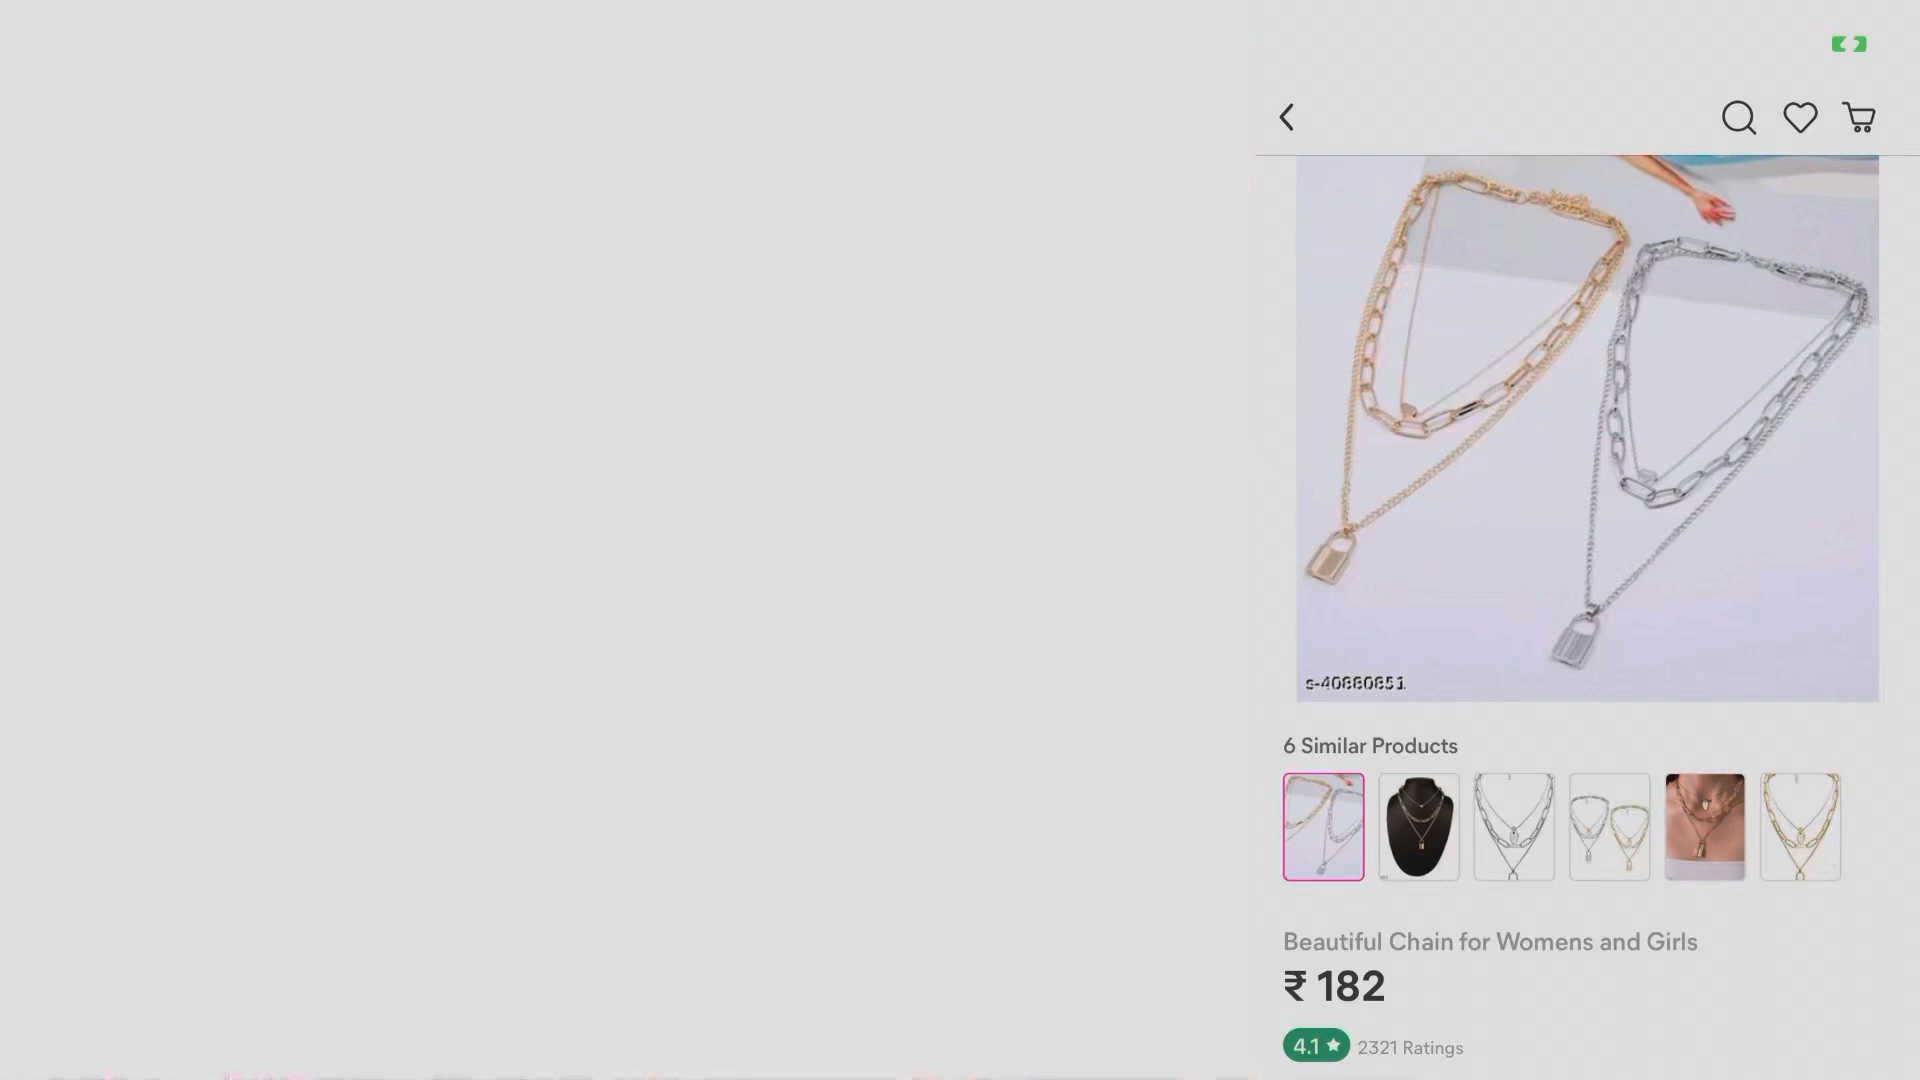 s-40880851
6 Similar Products
Beautiful Chain for Womens and Girls
₹ 182
4.1 ★ 2321 Ratings